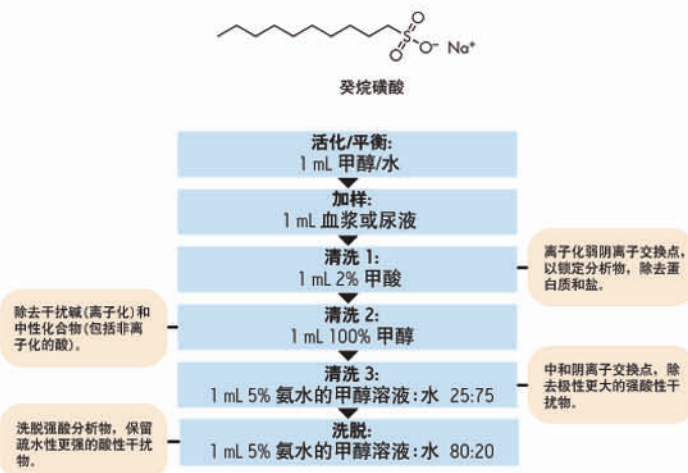 S
O
O
O⁻ Na⁺
癸烷磺酸
活化/平衡:
1 mL 甲醇/水
加样:
1 mL 血浆或尿液
清洗 1:
1 mL 2% 甲酸
离子化弱阴离子交换点,
以锁定分析物，除去蛋
白质和盐。
除去干扰碱(离子化)和
中性化合物(包括非离
子化的酸)。
清洗 2:
1 mL 100% 甲醇
清洗 3:
1 mL 5% 氨水的甲醇溶液:水 25:75
中和阴离子交换点，除
去极性更大的强酸性干
扰物。
洗脱强酸分析物，保留
疏水性更强的酸性干扰
物。
洗脱:
1 mL 5% 氨水的甲醇溶液:水 80:20